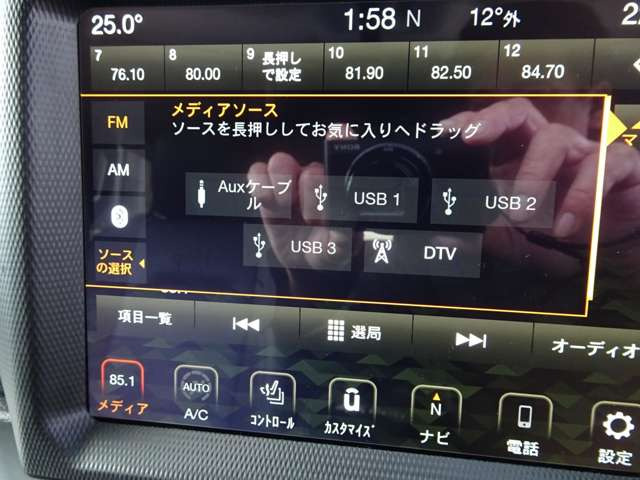 25.0°
1:58 N
12°外
7
76.10
8
80.00
9 長押しで設定
10
81.90
11
82.50
12
84.70
メディアソース
ソースを長押ししてお気に入りへドラッグ
FM
AM
ソースの選択
Auxケーブル
USB 1
USB 2
USB 3
DTV
SONY
項目一覧
選局
オーディオ
85.1
メディア
AUTO
A/C
コントロール
カスタマイズ
N
ナビ
電話
設定